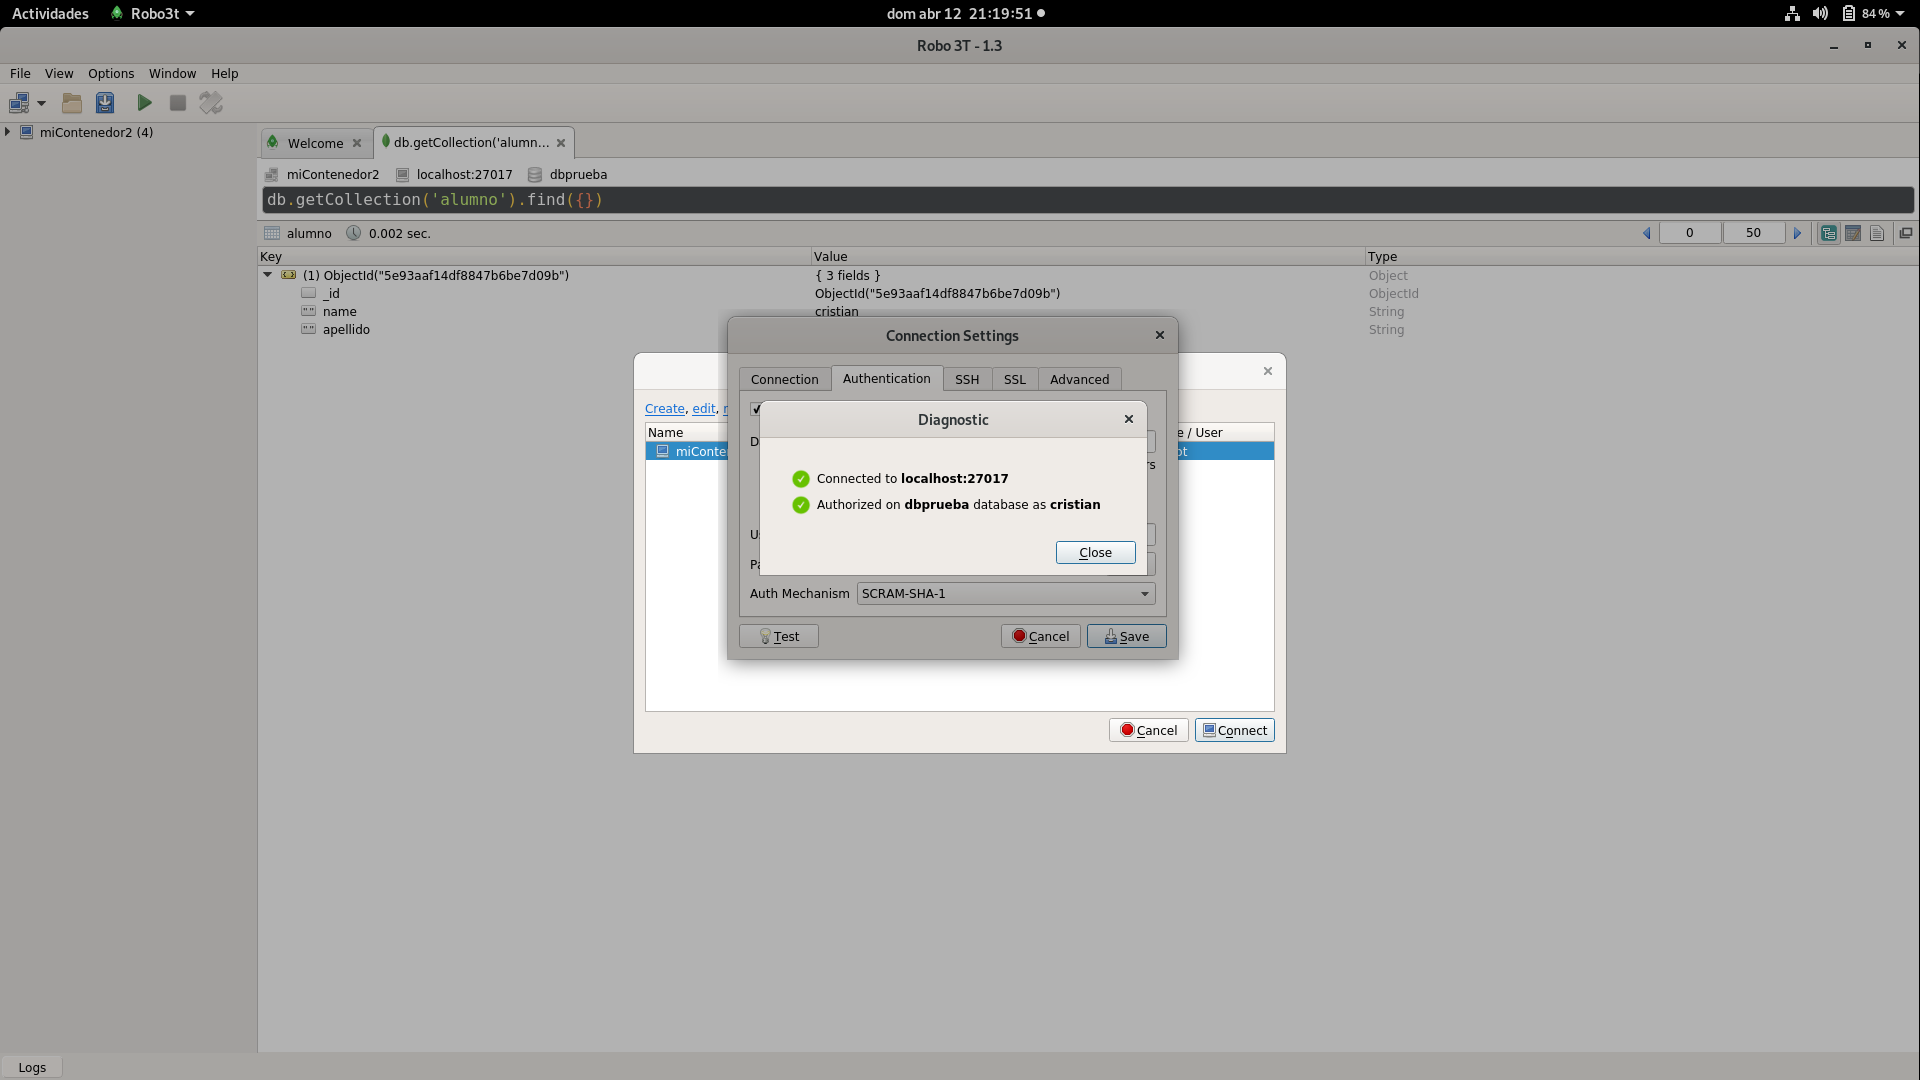 Actividades Robo3t dom abr 12 21:19:51 84 %
Robo 3T - 1.3
File View Options Window Help
miContenedor2 (4)
Welcome db.getCollection('alumn...
miContenedor2 localhost:27017 dbprueba
db.getCollection('alumno').find({})
alumno 0.002 sec. 0 50
Key Value Type
(1) ObjectId("5e93aaf14df8847b6be7d09b") { 3 fields } Object
_id ObjectId("5e93aaf14df8847b6be7d09b") ObjectId
name cristian String
apellido String
Connection Settings
Connection Authentication SSH SSL Advanced
Create, edit,
Diagnostic
Name / User
Connected to localhost:27017
Authorized on dbprueba database as cristian
Close
Auth Mechanism SCRAM-SHA-1
Test Cancel Save
Cancel Connect
Logs